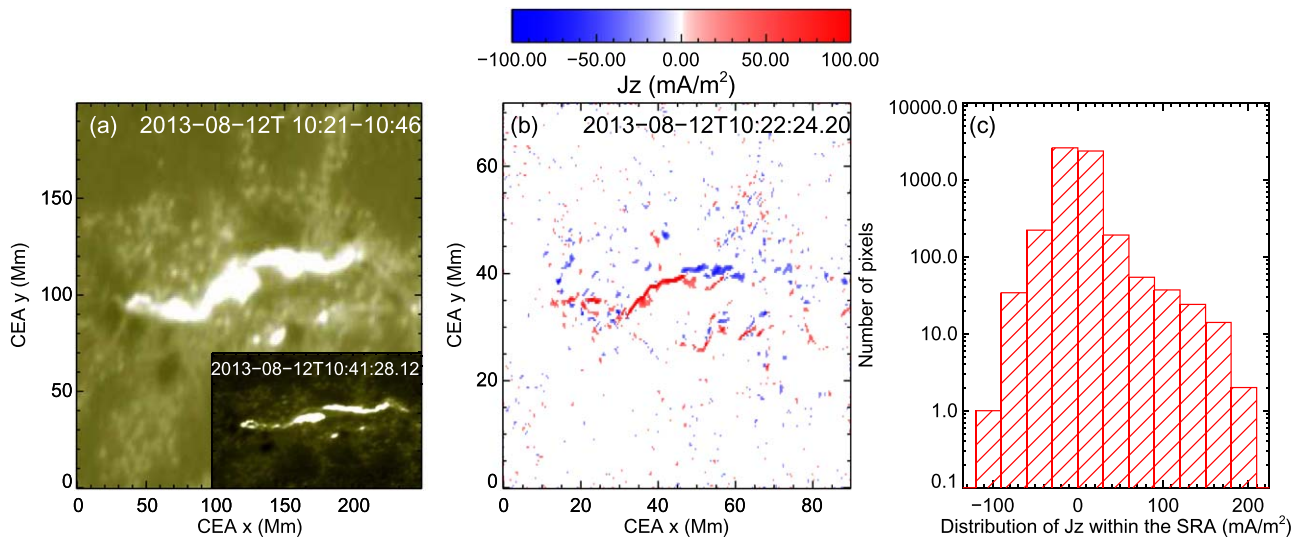 −100.00 −50.00 0.00 50.00 100.00
Jz (mA/m²)
(a) 2013−08−12T 10:21−10:46
CEA y (Mm)
150
100
50
0
2013−08−12T10:41:28.12
0 50 100 150 200
CEA x (Mm)
(b) 2013−08−12T10:22:24.20
CEA y (Mm)
60
40
20
0
0 20 40 60 80
CEA x (Mm)
(c)
Number of pixels
10000.0
1000.0
100.0
10.0
1.0
0.1
−100 0 100 200
Distribution of Jz within the SRA (mA/m²)